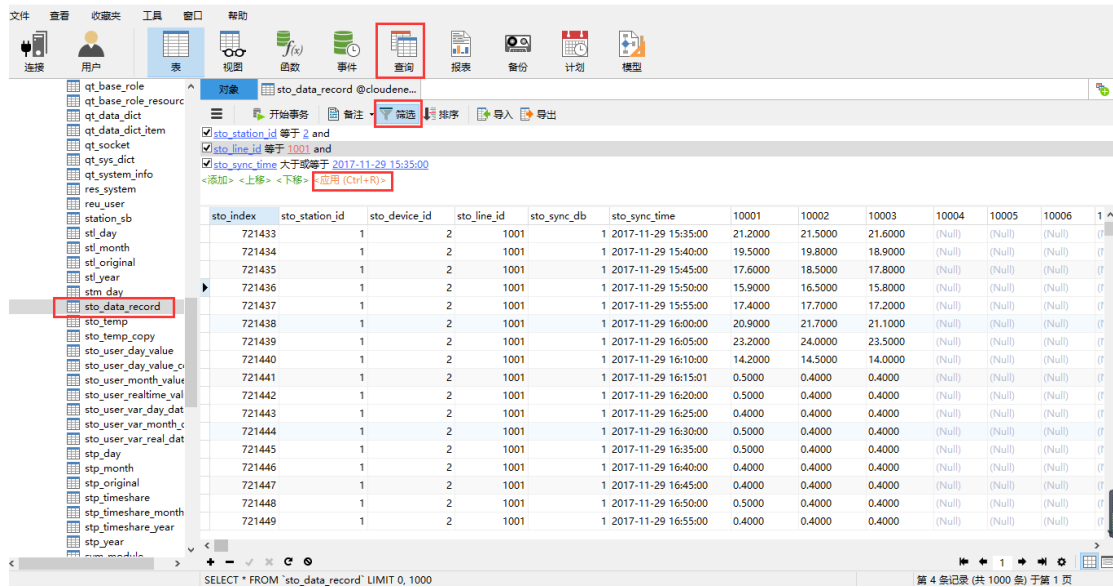 文件 查看 收藏夹 工具 窗口 帮助
连接 用户 表 视图 函数 事件 查询 报表 备份 计划 模型
f(x)
qt_base_role
qt_base_role_resourc
qt_data_dict
qt_data_dict_item
qt_socket
qt_sys_dict
qt_system_info
res_system
reu_user
station_sb
stl_day
stl_month
stl_original
stl_year
stm_day
sto_data_record
sto_temp
sto_temp_copy
sto_user_day_value
sto_user_day_value_c
sto_user_month_value
sto_user_realtime_val
sto_user_var_day_dat
sto_user_var_month_c
sto_user_var_real_dat
stp_day
stp_month
stp_original
stp_timeshare
stp_timeshare_month
stp_timeshare_year
stp_year
对象 sto_data_record @cloudene...
开始事务 备注 筛选 排序 导入 导出
sto_station_id 等于 2 and
sto_line_id 等于 1001 and
sto_sync_time 大于或等于 2017-11-29 15:35:00
<添加> <上移> <下移> <应用 (Ctrl+R)>
sto_index sto_station_id sto_device_id sto_line_id sto_sync_db sto_sync_time 10001 10002 10003 10004 10005 10006 1
721433 1 2 1001 1 2017-11-29 15:35:00 21.2000 21.5000 21.6000 (Null) (Null) (Null)
721434 1 2 1001 1 2017-11-29 15:40:00 19.5000 19.8000 18.9000 (Null) (Null) (Null)
721435 1 2 1001 1 2017-11-29 15:45:00 17.6000 18.5000 17.8000 (Null) (Null) (Null)
721436 1 2 1001 1 2017-11-29 15:50:00 15.9000 16.5000 15.8000 (Null) (Null) (Null)
721437 1 2 1001 1 2017-11-29 15:55:00 17.4000 17.7000 17.2000 (Null) (Null) (Null)
721438 1 2 1001 1 2017-11-29 16:00:00 20.9000 21.7000 21.1000 (Null) (Null) (Null)
721439 1 2 1001 1 2017-11-29 16:05:00 23.2000 24.0000 23.5000 (Null) (Null) (Null)
721440 1 2 1001 1 2017-11-29 16:10:00 14.2000 14.5000 14.0000 (Null) (Null) (Null)
721441 1 2 1001 1 2017-11-29 16:15:01 0.5000 0.4000 0.4000 (Null) (Null) (Null)
721442 1 2 1001 1 2017-11-29 16:20:00 0.5000 0.4000 0.4000 (Null) (Null) (Null)
721443 1 2 1001 1 2017-11-29 16:25:00 0.4000 0.4000 0.4000 (Null) (Null) (Null)
721444 1 2 1001 1 2017-11-29 16:30:00 0.5000 0.4000 0.4000 (Null) (Null) (Null)
721445 1 2 1001 1 2017-11-29 16:35:00 0.5000 0.4000 0.4000 (Null) (Null) (Null)
721446 1 2 1001 1 2017-11-29 16:40:00 0.4000 0.4000 0.4000 (Null) (Null) (Null)
721447 1 2 1001 1 2017-11-29 16:45:00 0.4000 0.4000 0.4000 (Null) (Null) (Null)
721448 1 2 1001 1 2017-11-29 16:50:00 0.5000 0.4000 0.4000 (Null) (Null) (Null)
721449 1 2 1001 1 2017-11-29 16:55:00 0.4000 0.4000 0.4000 (Null) (Null) (Null)
1
SELECT * FROM `sto_data_record` LIMIT 0, 1000 第 4 条记录 (共 1000 条) 于第 1 页